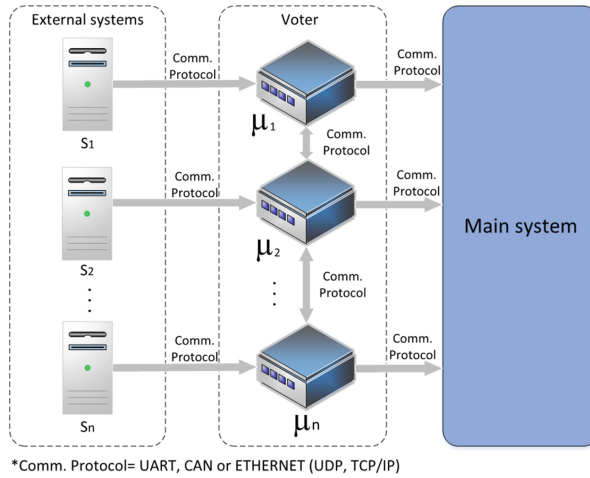 External systems
Voter
Comm.
Protocol
Comm.
Protocol
S1
μ1
Comm.
Protocol
Comm.
Protocol
Comm.
Protocol
Main system
S2
μ2
Comm.
Protocol
Comm.
Protocol
Comm.
Protocol
Sn
μn
*Comm. Protocol= UART, CAN or ETHERNET (UDP, TCP/IP)